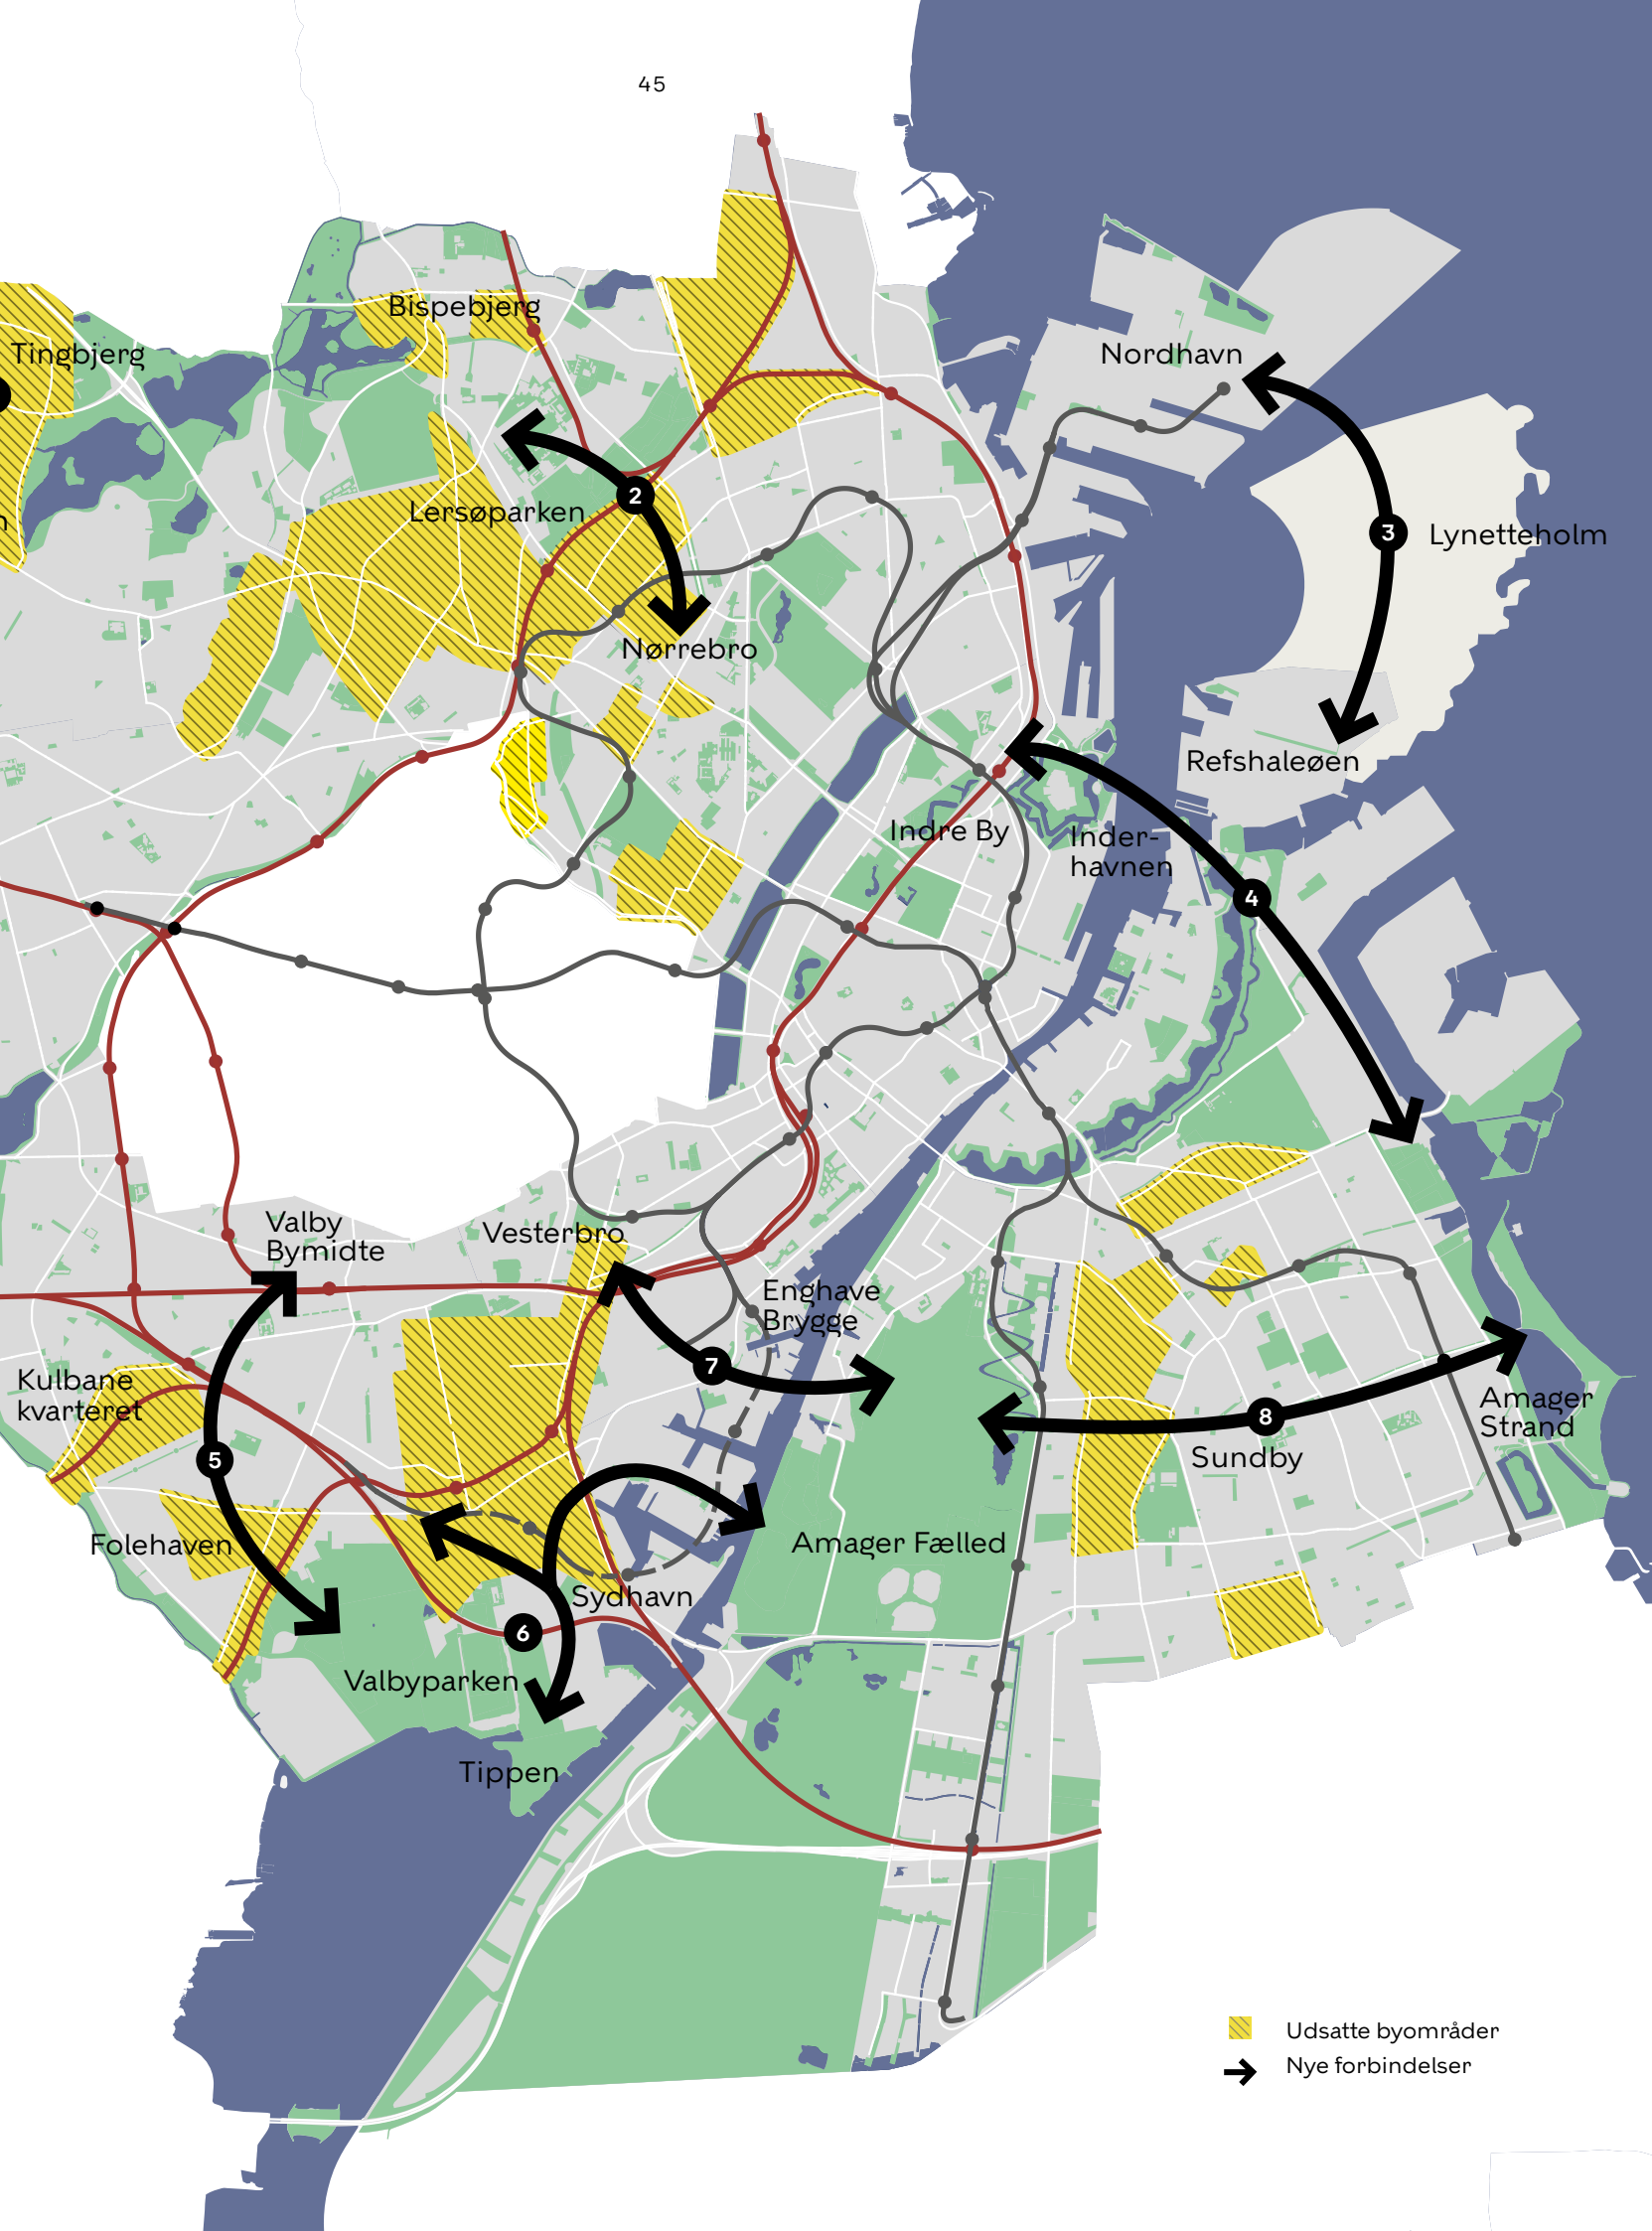 45
Bispebjerg
Tingbjerg
Nordhavn
2
Lersøparken
3
Lynetteholm
Nørrebro
Refshaleøen
Indre By
Inder-
havnen
4
Valby
Bymidte
Vesterbro
Enghave
Brygge
7
Kulbane
kvarteret
8
Amager
Strand
5
Sundby
Folehaven
Amager Fælled
Sydhavn
6
Valbyparken
Tippen
Udsatte byområder
Nye forbindelser